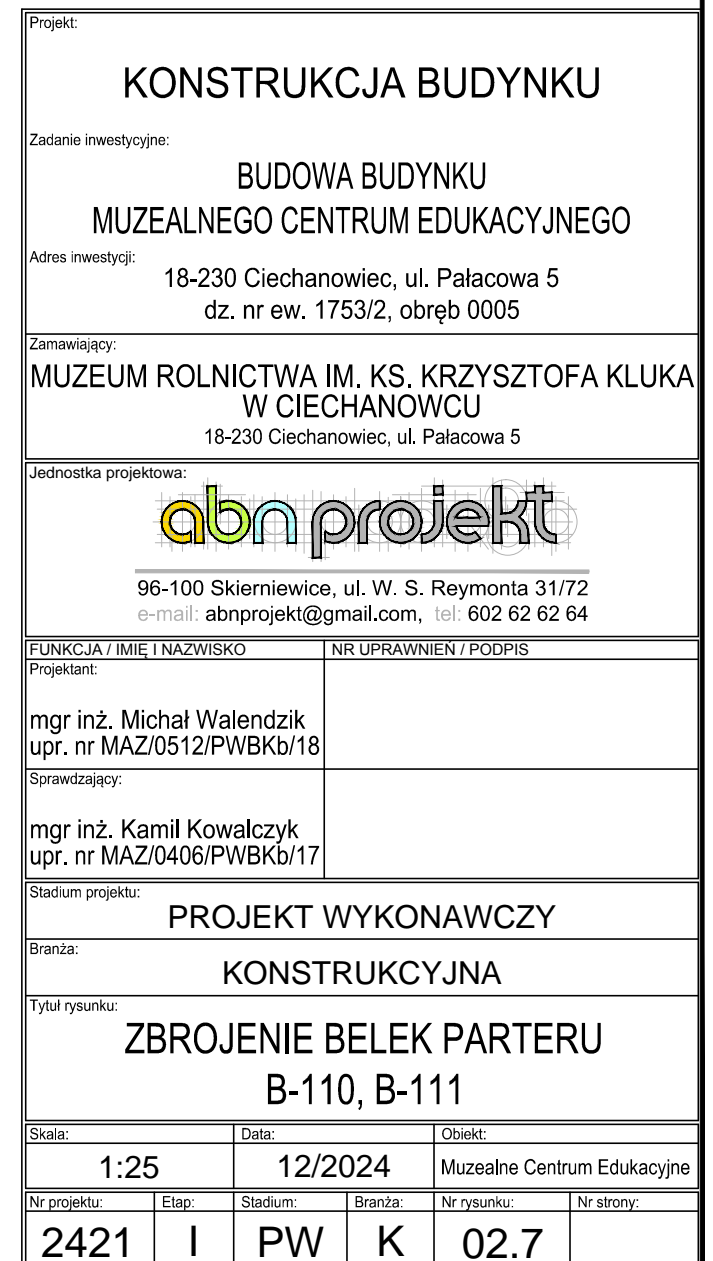 Projekt:
KONSTRUKCJA BUDYNKU
Zadanie inwestycyjne:
BUDOWA BUDYNKU
MUZEALNEGO CENTRUM EDUKACYJNEGO
Adres inwestycji:
18-230 Ciechanowiec, ul. Pałacowa 5
dz. nr ew. 1753/2, obręb 0005
Zamawiający:
MUZEUM ROLNICTWA IM. KS. KRZYSZTOFA KLUKA
W CIECHANOWCU
18-230 Ciechanowiec, ul. Pałacowa 5
Jednostka projektowa:
abn projekt
96-100 Skierniewice, ul. W. S. Reymonta 31/72
e-mail: abnprojekt@gmail.com, tel: 602 62 62 64
FUNKCJA / IMIĘ I NAZWISKO NR UPRAWNIEŃ / PODPIS
Projektant:
mgr inż. Michał Walendzik
upr. nr MAZ/0512/PWBKb/18
Sprawdzający:
mgr inż. Kamil Kowalczyk
upr. nr MAZ/0406/PWBKb/17
Stadium projektu:
PROJEKT WYKONAWCZY
Branża:
KONSTRUKCYJNA
Tytuł rysunku:
ZBROJENIE BELEK PARTERU
B-110, B-111
Skala: Data: Obiekt:
1:25 12/2024 Muzealne Centrum Edukacyjne
Nr projektu: Etap: Stadium: Branża: Nr rysunku: Nr strony:
2421 I PW K 02.7